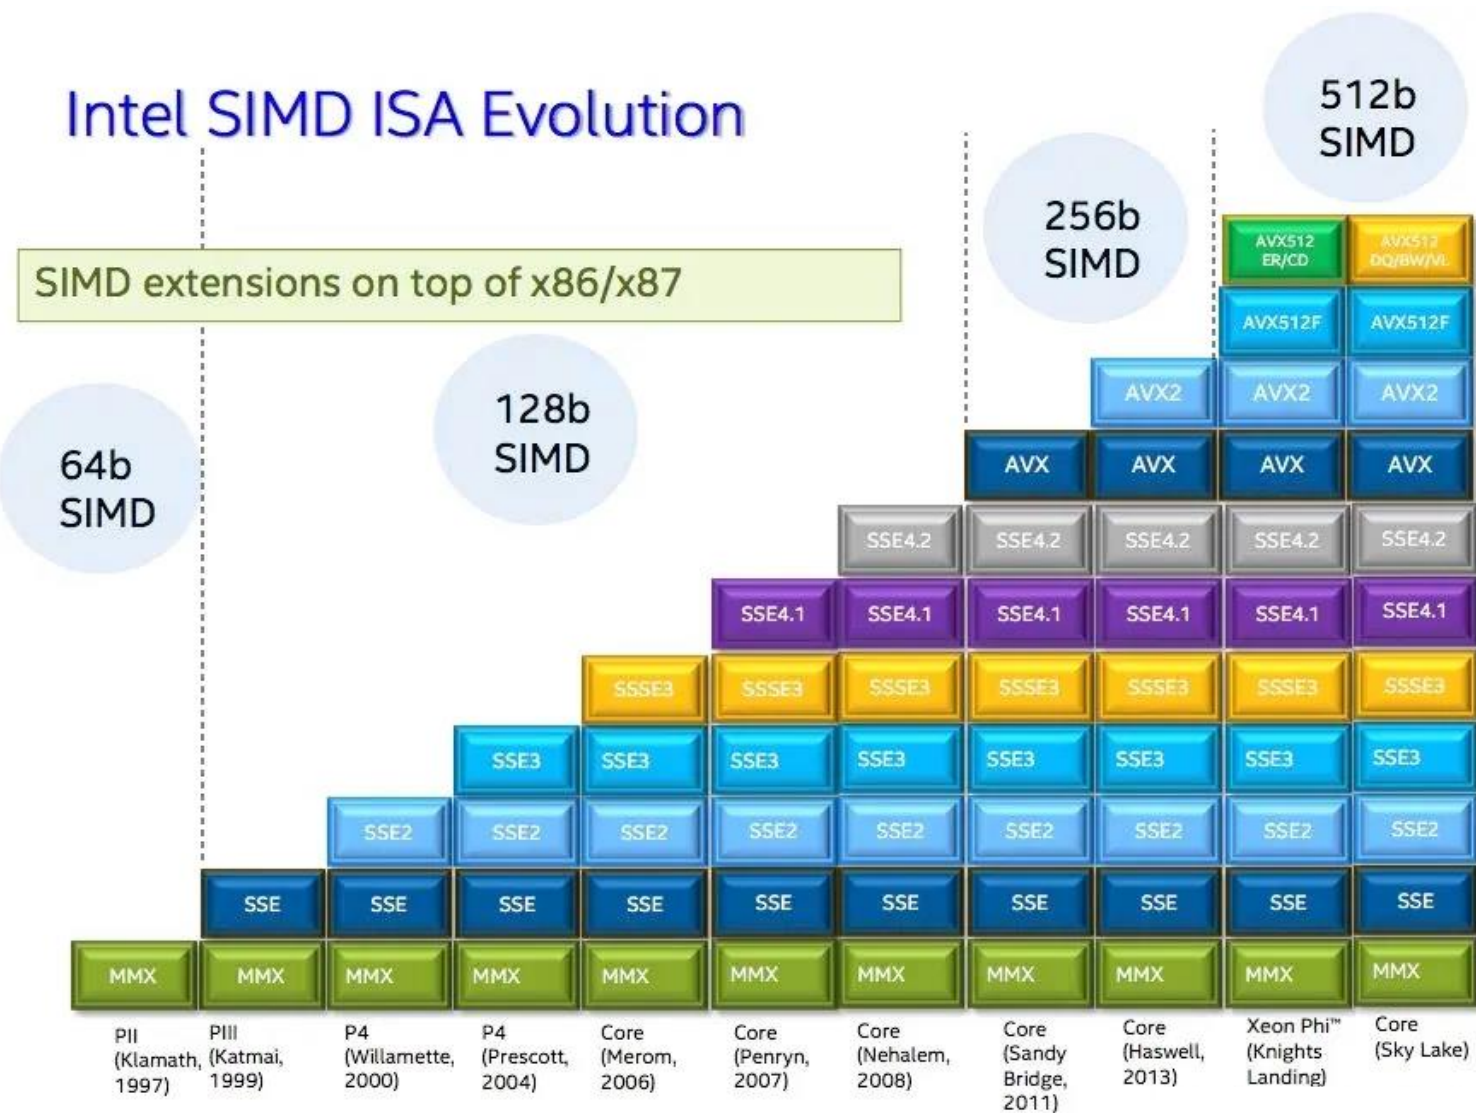 Intel SIMD ISA Evolution
512b
SIMD
256b
SIMD
SIMD extensions on top of x86/x87
128b
SIMD
64b
SIMD
AVX512
ER/CD
AVX512
DQ/BW/VL
AVX512F AVX512F
AVX2 AVX2 AVX2
AVX AVX AVX AVX
SSE4.2 SSE4.2 SSE4.2 SSE4.2 SSE4.2
SSE4.1 SSE4.1 SSE4.1 SSE4.1 SSE4.1 SSE4.1
SSSE3 SSSE3 SSSE3 SSSE3 SSSE3 SSSE3 SSSE3
SSE3 SSE3 SSE3 SSE3 SSE3 SSE3 SSE3 SSE3
SSE2 SSE2 SSE2 SSE2 SSE2 SSE2 SSE2 SSE2 SSE2
SSE SSE SSE SSE SSE SSE SSE SSE SSE SSE
MMX MMX MMX MMX MMX MMX MMX MMX MMX MMX MMX
PII
(Klamath,
1997)
PIII
(Katmai,
1999)
P4
(Willamette,
2000)
P4
(Prescott,
2004)
Core
(Merom,
2006)
Core
(Penryn,
2007)
Core
(Nehalem,
2008)
Core
(Sandy
Bridge,
2011)
Core
(Haswell,
2013)
Xeon Phi™
(Knights
Landing)
Core
(Sky Lake)